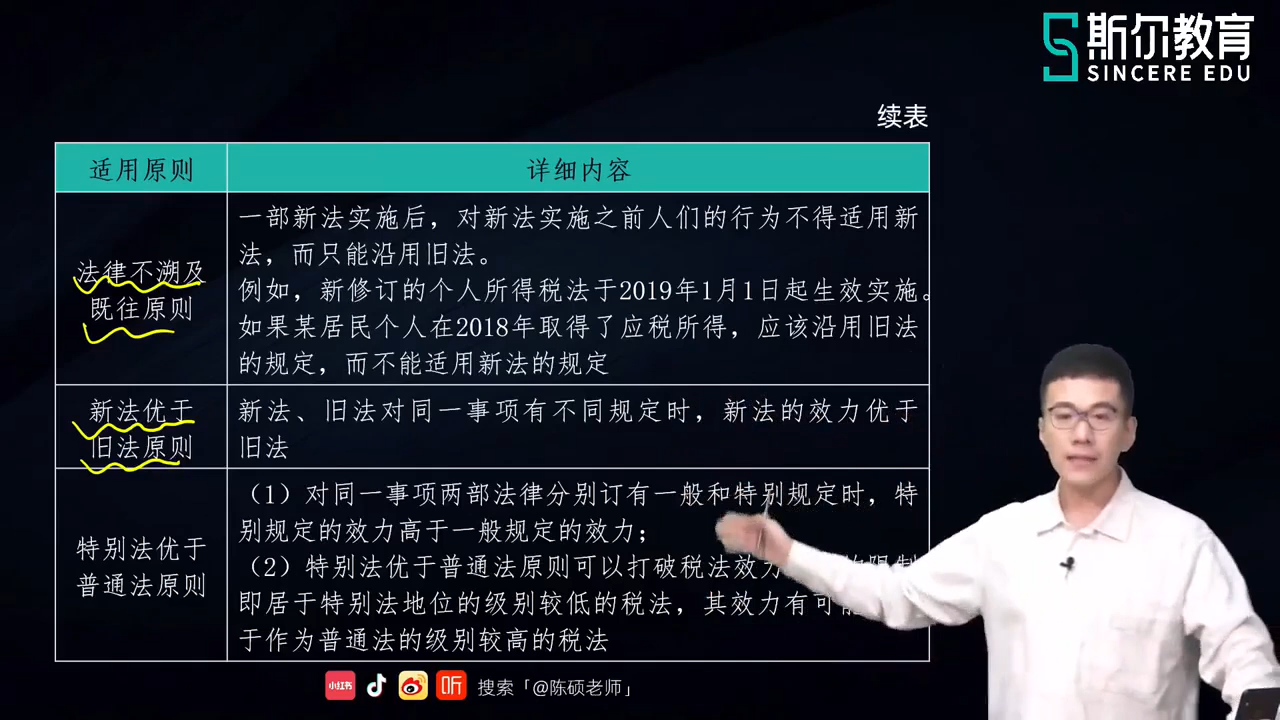 斯尔教育
SINCERE EDU
续表
适用原则
详细内容
法律不溯及
既往原则
一部新法实施后，对新法实施之前人们的行为不得适用新
法，而只能沿用旧法。
例如，新修订的个人所得税法于2019年1月1日起生效实施。
如果某居民个人在2018年取得了应税所得，应该沿用旧法
的规定，而不能适用新法的规定
新法优于
旧法原则
新法、旧法对同一事项有不同规定时，新法的效力优于
旧法
特别法优于
普通法原则
（1）对同一事项两部法律分别订有一般和特别规定时，特
别规定的效力高于一般规定的效力；
（2）特别法优于普通法原则可以打破税法效力 的限制
即居于特别法地位的级别较低的税法，其效力有可能
于作为普通法的级别较高的税法
小红书
听
搜索「@陈硕老师」